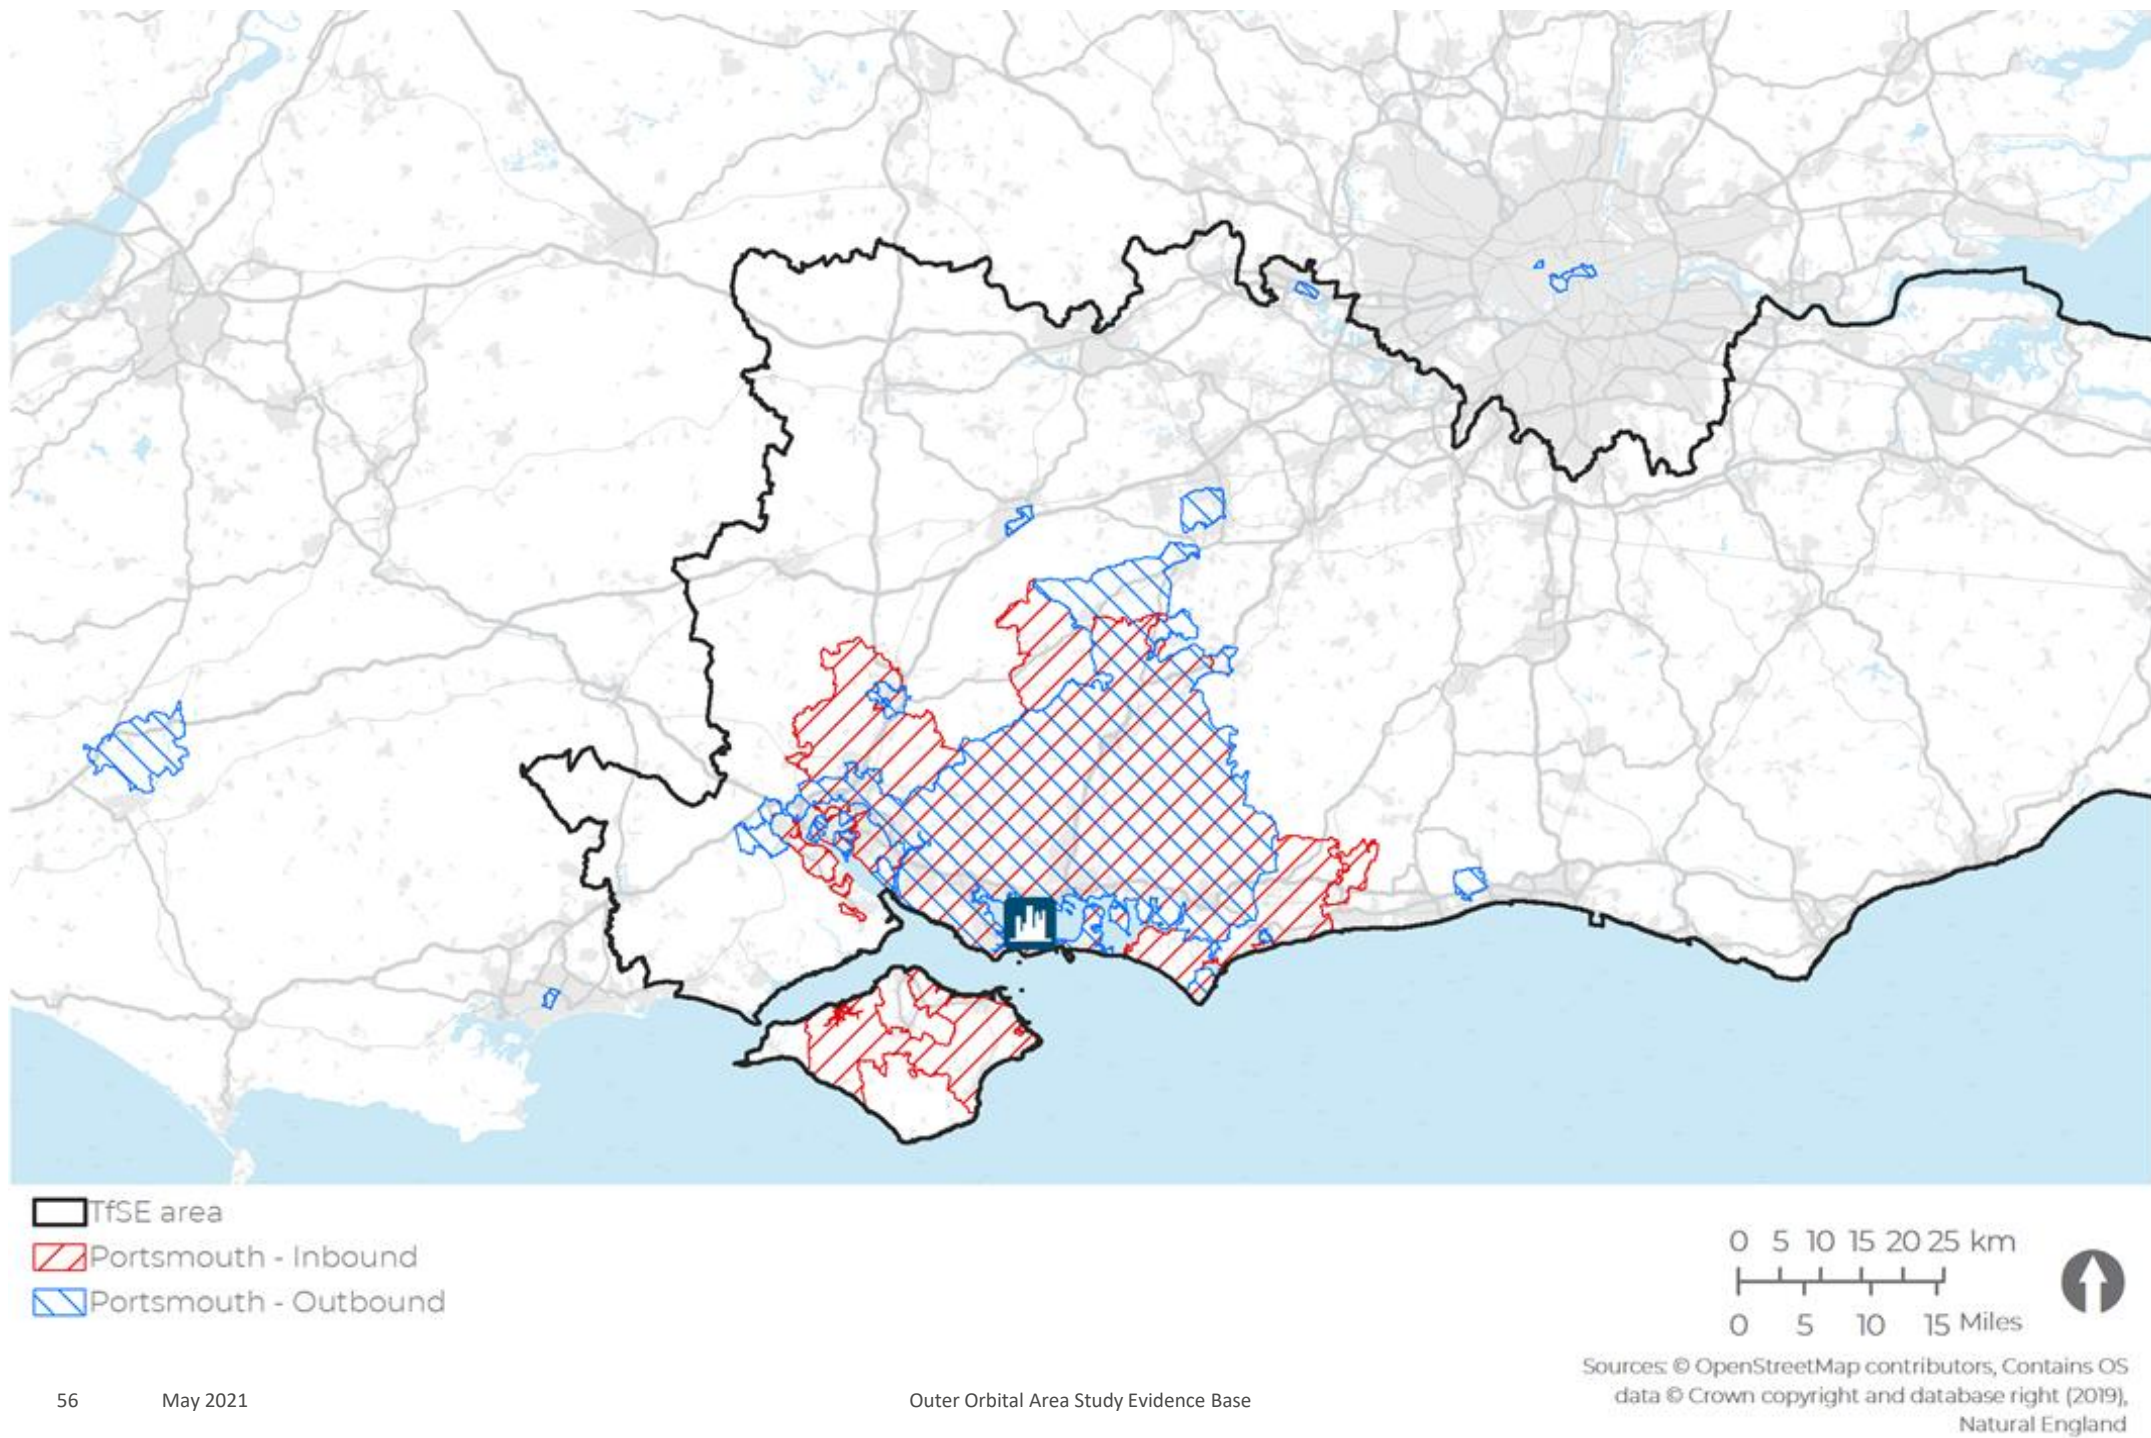 TfSE area
Portsmouth - Inbound
Portsmouth - Outbound
0 5 10 15 20 25 km
0 5 10 15 Miles
Sources: © OpenStreetMap contributors, Contains OS
data © Crown copyright and database right (2019),
Natural England
56 May 2021 Outer Orbital Area Study Evidence Base